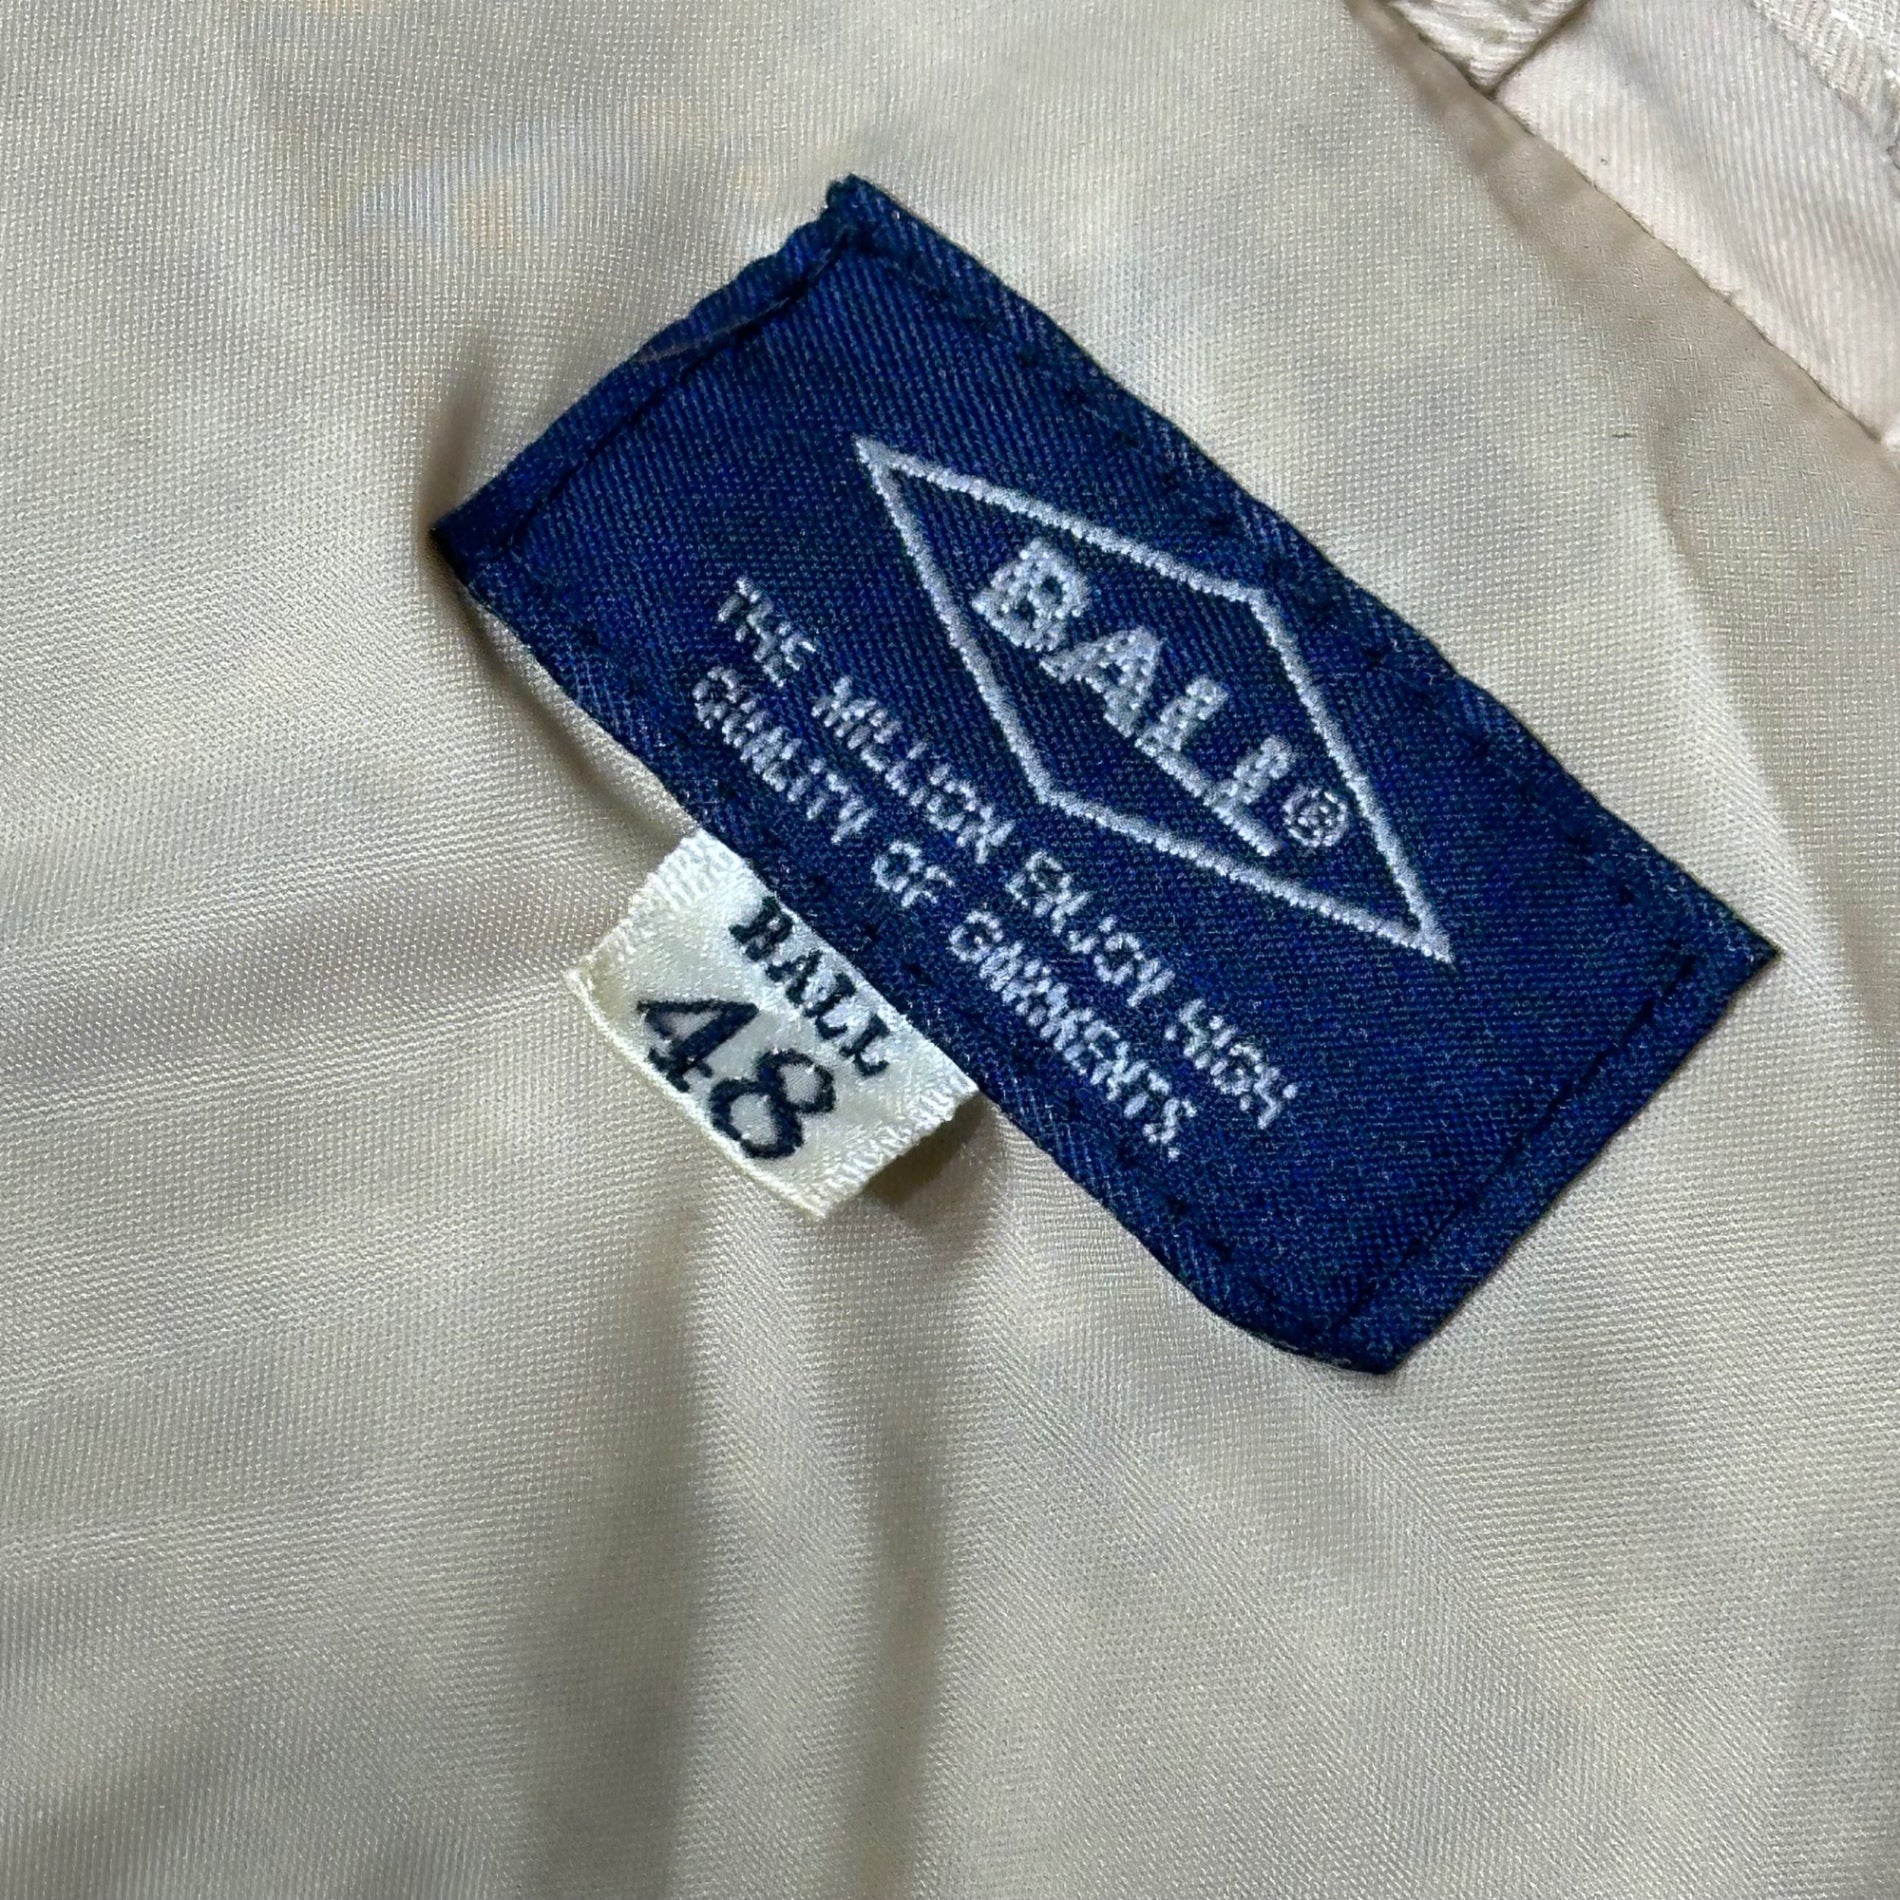 BALL®
THE MILLION ENJOY HIGH
QUALITY OF GARMENTS.
BALL
48